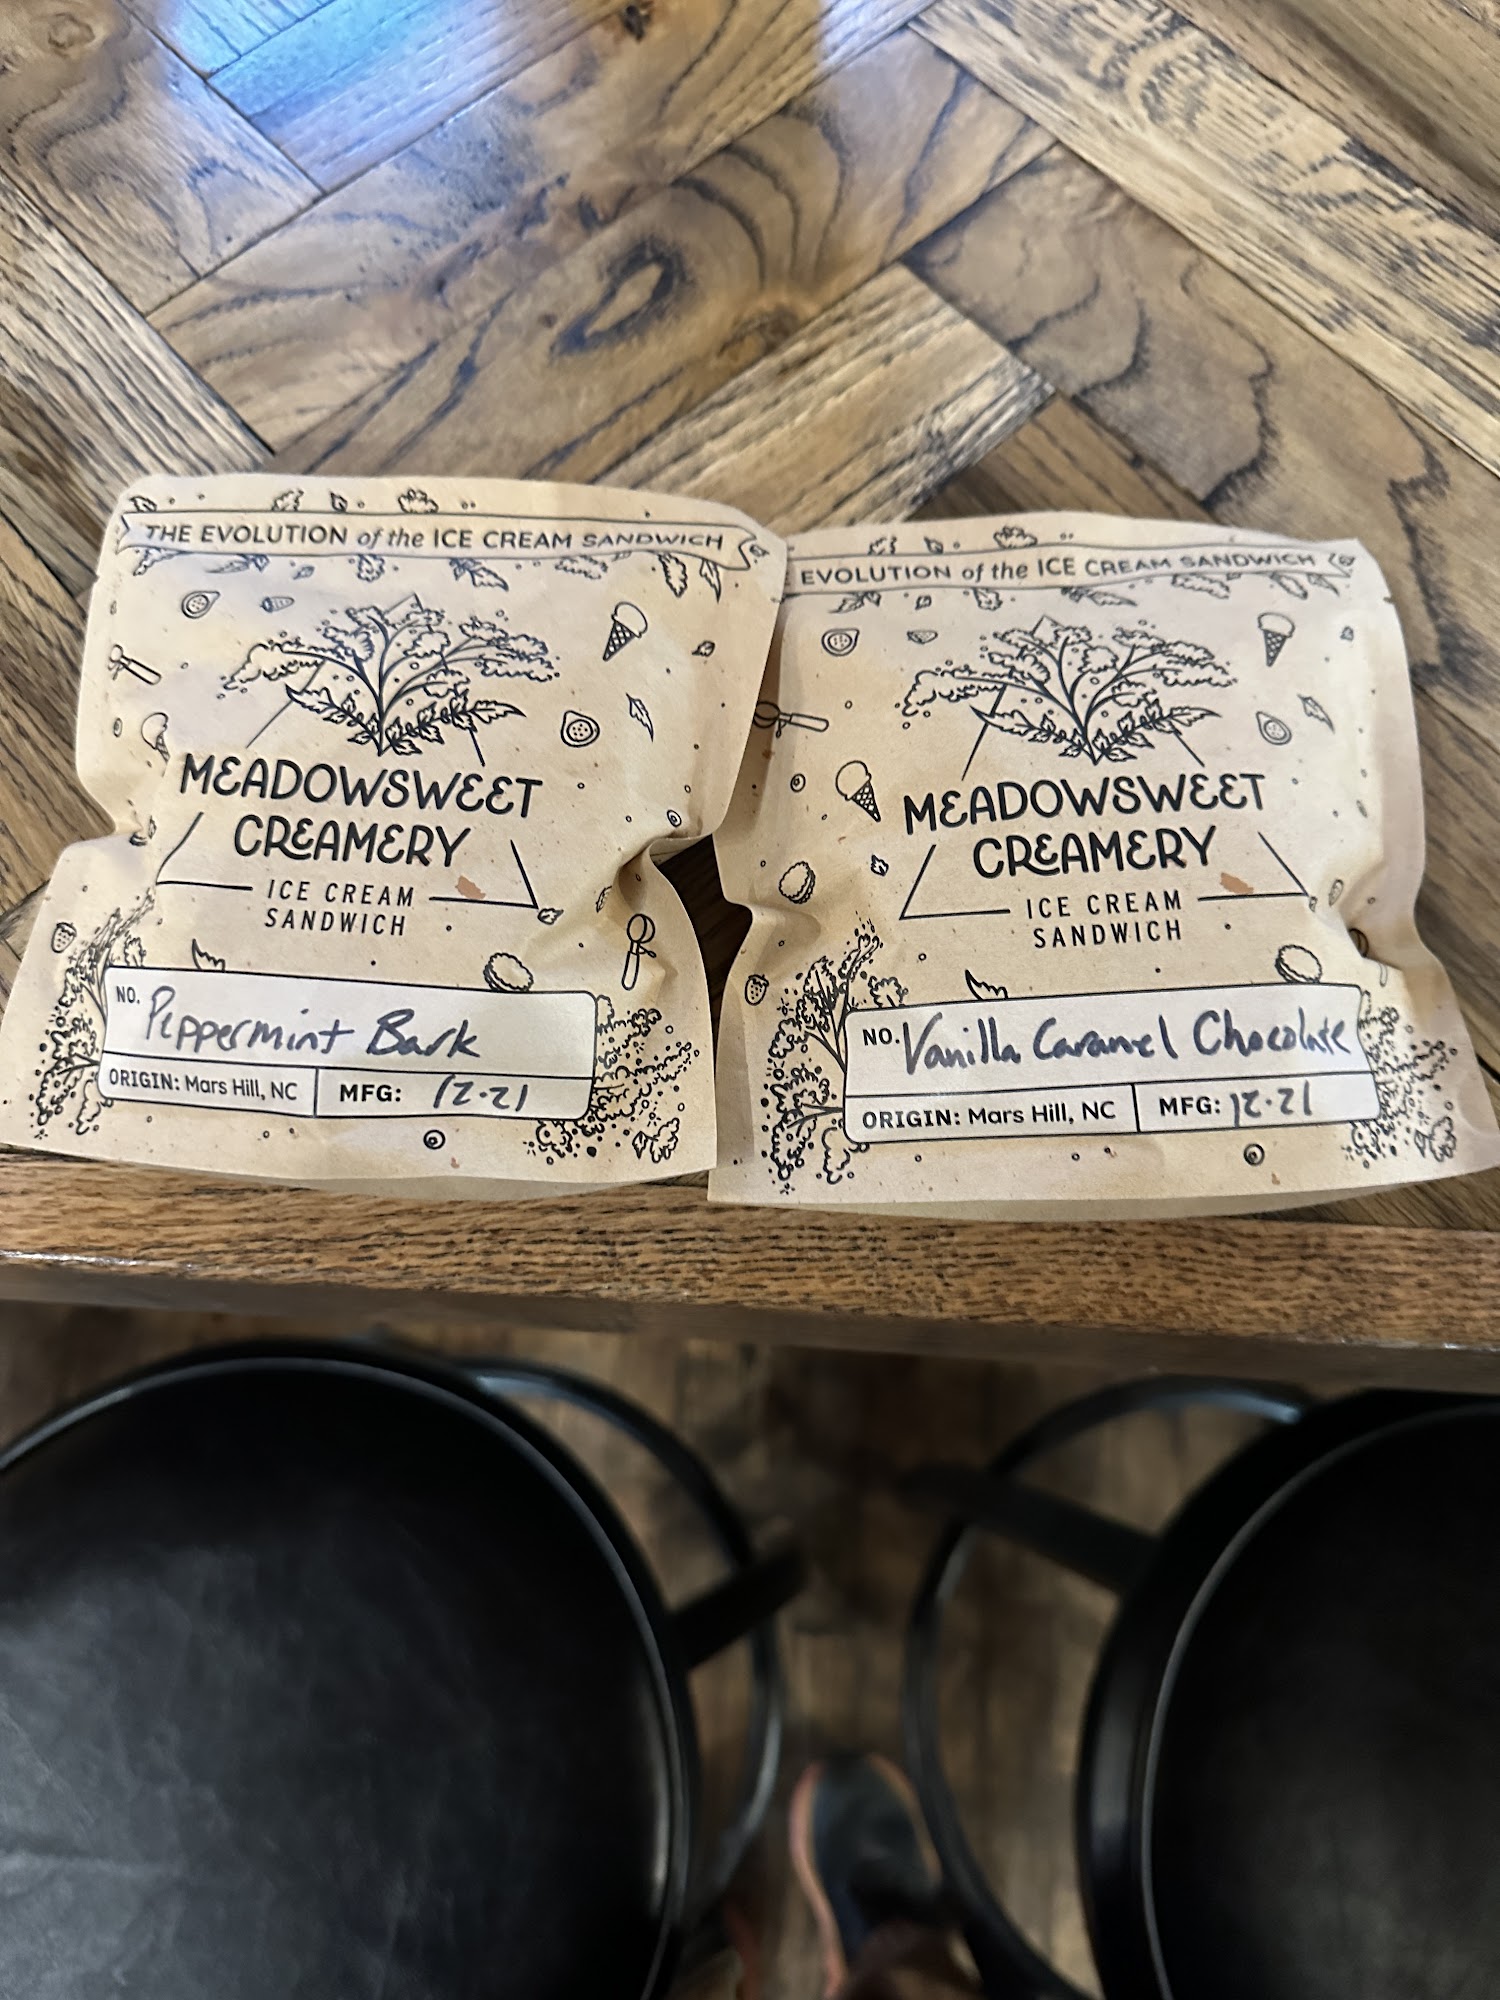 THE EVOLUTION of the ICE CREAM SANDWICH
MEADOWSWEET
CREAMERY
ICE CREAM
SANDWICH
NO. Peppermint Bark
ORIGIN: Mars Hill, NC MFG: 12.21
EVOLUTION of the ICE CREAM SANDWICH
MEADOWSWEET
CREAMERY
ICE CREAM
SANDWICH
NO. Vanilla Caramel Chocolate
ORIGIN: Mars Hill, NC MFG: 12.21